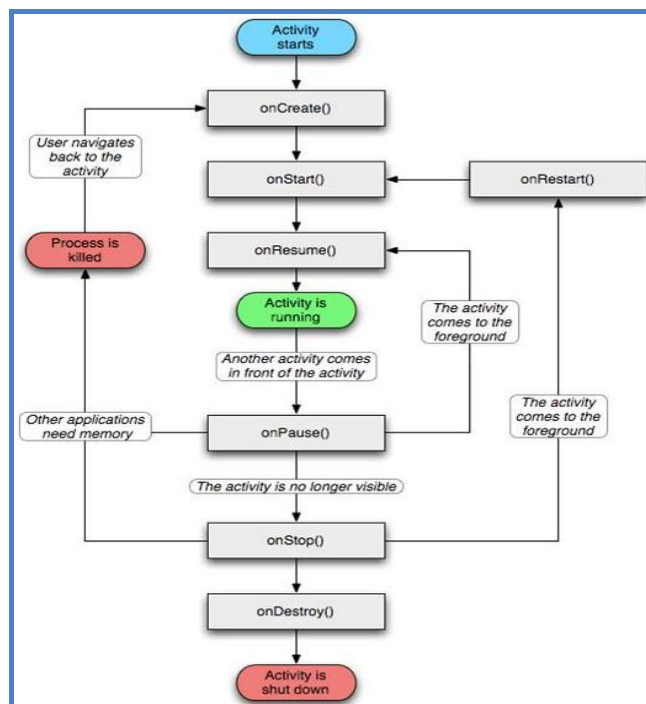 Activity
starts
onCreate()
User navigates
back to the
activity
onStart()
onRestart()
Process is
killed
onResume()
Activity is
running
The activity
comes to the
foreground
Another activity comes
in front of the activity
The activity
comes to the
foreground
Other applications
need memory
onPause()
The activity is no longer visible
onStop()
onDestroy()
Activity is
shut down